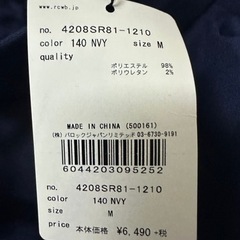 www.rcwb.jp
no. 4208SR81-1210
color 140 NVY size M
quality
ポリエステル 98%
ポリウレタン 2%
MADE IN CHINA (500161)
(株)バロックジャパンリミテッド 03-6730-9191
6044203095252
no. 4208SR81-1210
color 140 NVY
size M
price 本体価格 ¥6,490 +税